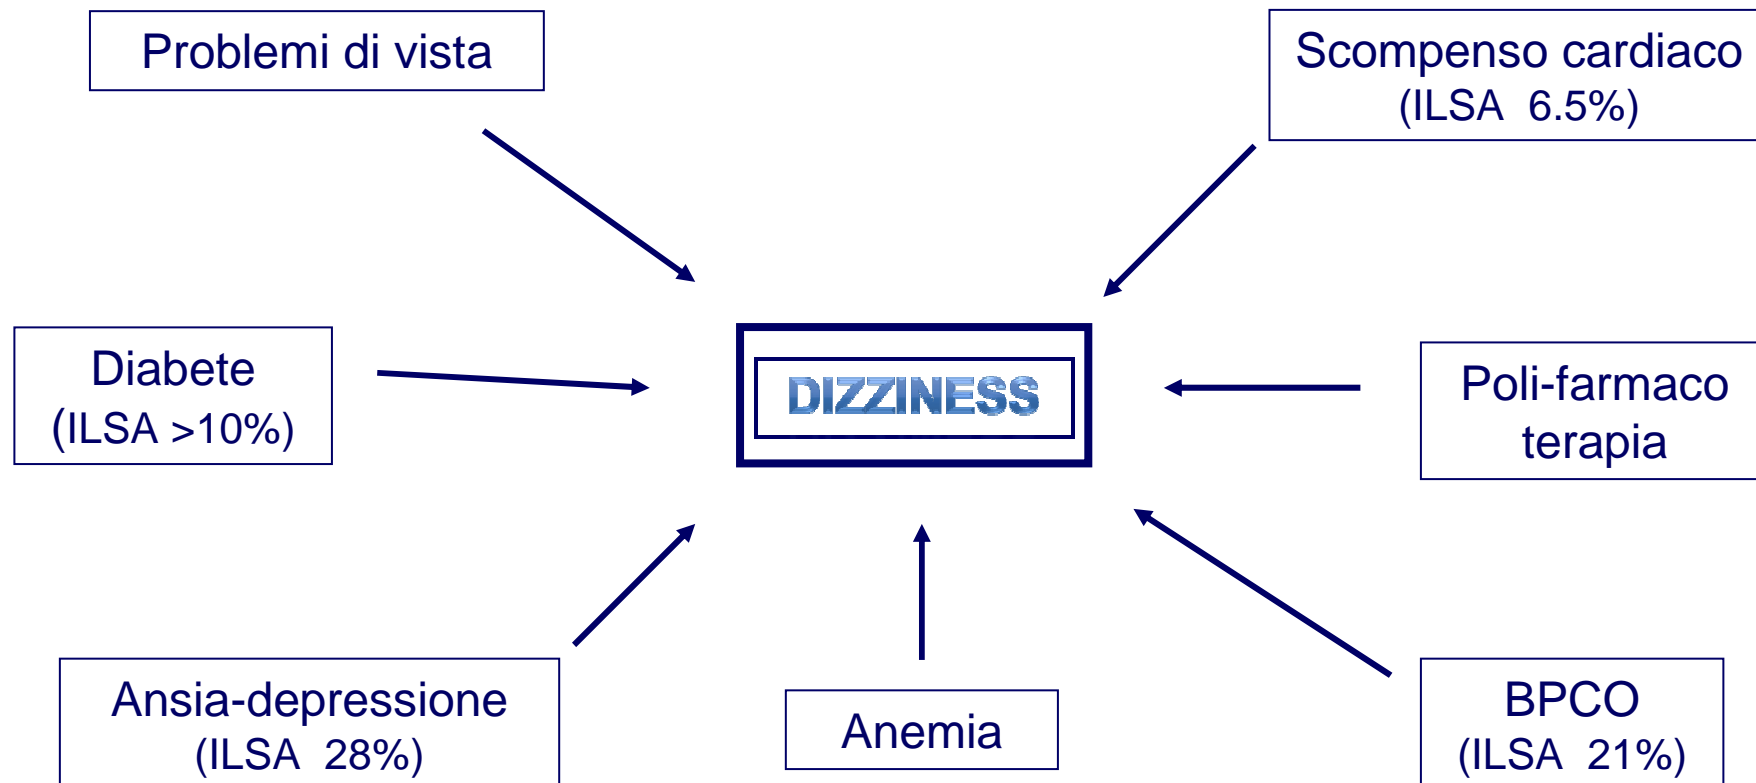 Problemi di vista
Scompenso cardiaco
(ILSA  6.5%)
Diabete
(ILSA >10%)
DIZZINESS
Poli-farmaco
terapia
Ansia-depressione
(ILSA  28%)
Anemia
BPCO
(ILSA  21%)